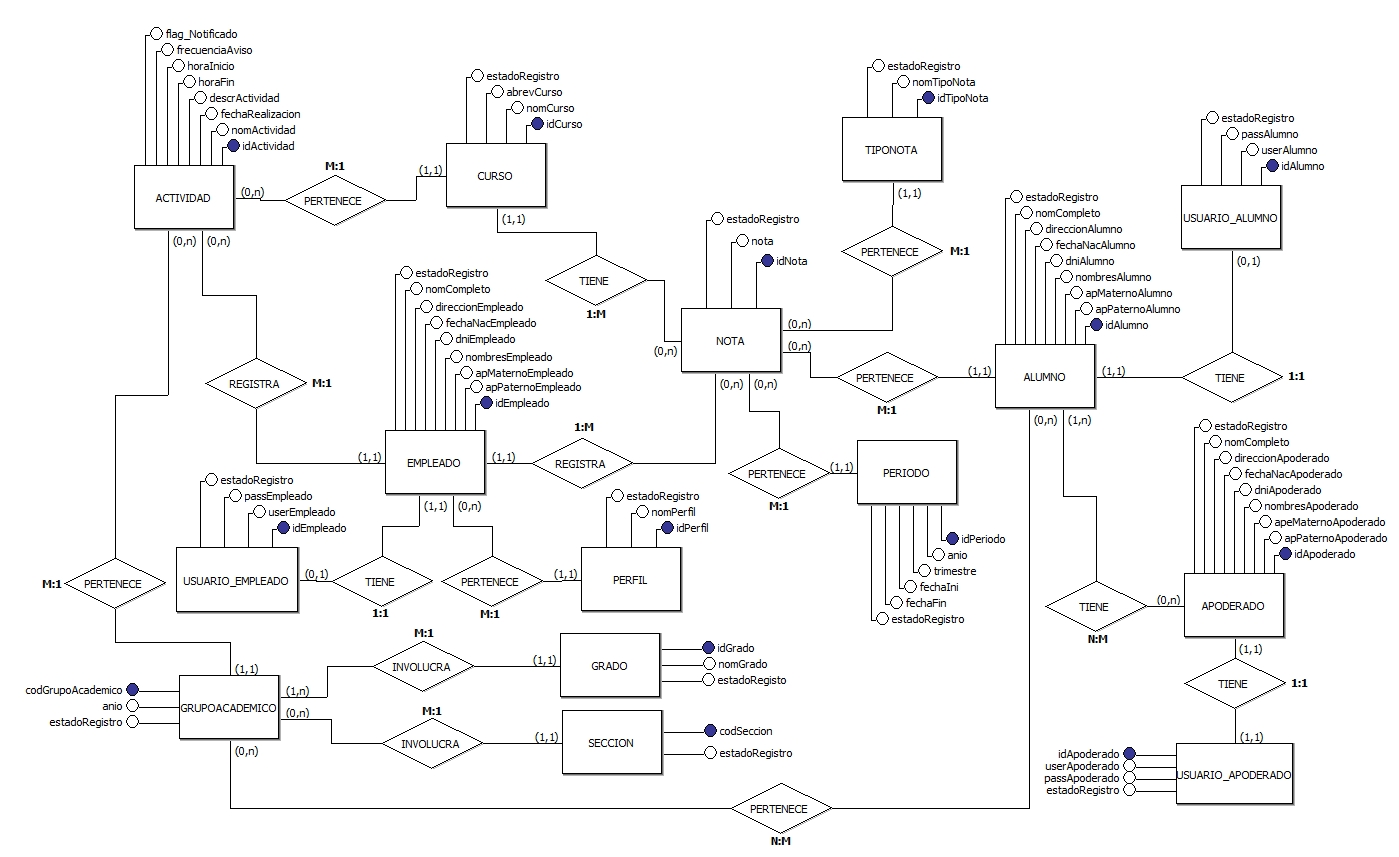 flag_Notificado
frecuenciaAviso
horaInicio
horaFin
descrActividad
fechaRealizacion
nomActividad
idActividad
ACTIVIDAD
(0,n)
(0,n)
(0,n)
M:1
PERTENECE
(1,1)
estadoRegistro
abrevCurso
nomCurso
idCurso
CURSO
(1,1)
TIENE
1:M
(0,n)
estadoRegistro
nomTipoNota
idTipoNota
TIPONOTA
(1,1)
PERTENECE
M:1
estadoRegistro
nota
idNota
NOTA
(0,n)
(0,n)
(0,n)
(0,n)
PERTENECE
M:1
(1,1)
estadoRegistro
nomCompleto
direccionAlumno
fechaNacAlumno
dniAlumno
nombresAlumno
apMaternoAlumno
apPaternoAlumno
idAlumno
ALUMNO
(1,1)
(0,n)
(1,n)
estadoRegistro
passAlumno
userAlumno
idAlumno
USUARIO_ALUMNO
(0,1)
TIENE
1:1
REGISTRA
M:1
estadoRegistro
nomCompleto
direccionEmpleado
fechaNacEmpleado
dniEmpleado
nombresEmpleado
apMaternoEmpleado
apPaternoEmpleado
idEmpleado
(1,1)
EMPLEADO
(1,1)
(1,1)
(0,n)
1:M
REGISTRA
PERTENECE
M:1
(1,1)
PERIODO
idPeriodo
anio
trimestre
fechaIni
fechaFin
estadoRegistro
estadoRegistro
passEmpleado
userEmpleado
idEmpleado
USUARIO_EMPLEADO
(0,1)
TIENE
1:1
PERTENECE
M:1
(1,1)
estadoRegistro
nomPerfil
idPerfil
PERFIL
estadoRegistro
nomCompleto
direccionApoderado
fechaNacApoderado
dniApoderado
nombresApoderado
apeMaternoApoderado
apPaternoApoderado
idApoderado
TIENE
N:M
(0,n)
APODERADO
(1,1)
TIENE
1:1
(1,1)
idApoderado
userApoderado
passApoderado
estadoRegistro
USUARIO_APODERADO
M:1
PERTENECE
(1,1)
codGrupoAcademico
anio
estadoRegistro
GRUPOACADEMICO
(1,n)
(0,n)
(0,n)
M:1
INVOLUCRA
(1,1)
GRADO
idGrado
nomGrado
estadoRegisto
M:1
INVOLUCRA
(1,1)
SECCION
codSeccion
estadoRegistro
PERTENECE
N:M